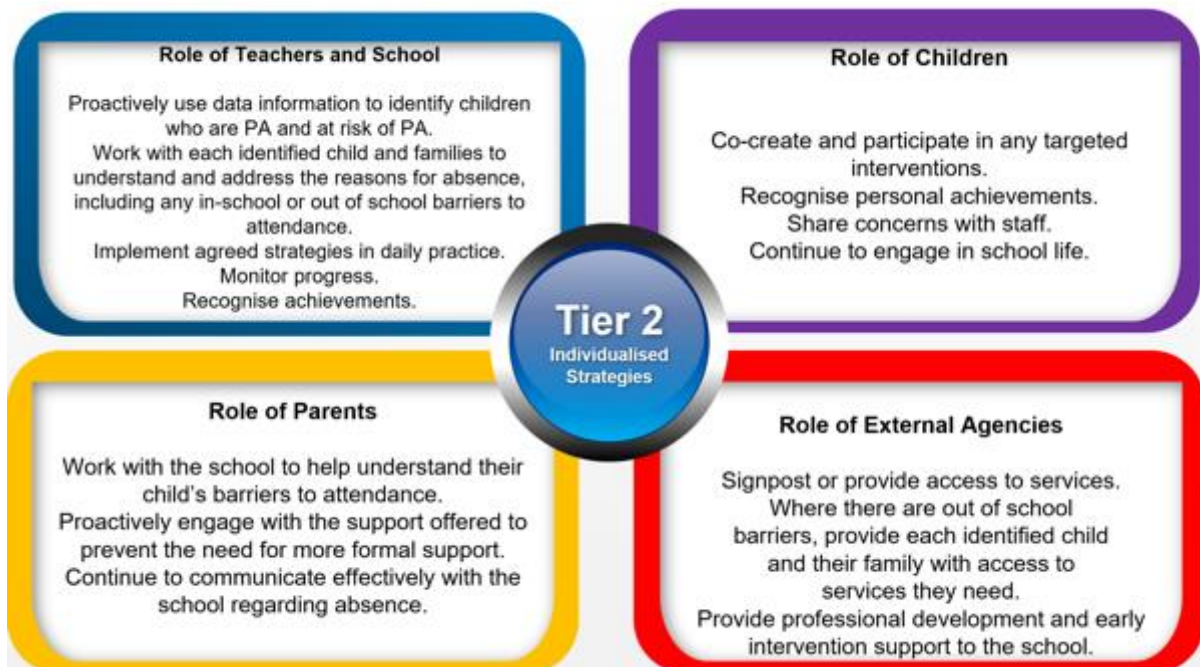 Role of Teachers and School
Proactively use data information to identify children
who are PA and at risk of PA.
Work with each identified child and families to
understand and address the reasons for absence,
including any in-school or out of school barriers to
attendance.
Implement agreed strategies in daily practice.
Monitor progress.
Recognise achievements.
Role of Children
Co-create and participate in any targeted
interventions.
Recognise personal achievements.
Share concerns with staff.
Continue to engage in school life.
Tier 2
Individualised
Strategies
Role of Parents
Work with the school to help understand their
child's barriers to attendance.
Proactively engage with the support offered to
prevent the need for more formal support.
Continue to communicate effectively with the
school regarding absence.
Role of External Agencies
Signpost or provide access to services.
Where there are out of school
barriers, provide each identified child
and their family with access to
services they need.
Provide professional development and early
intervention support to the school.